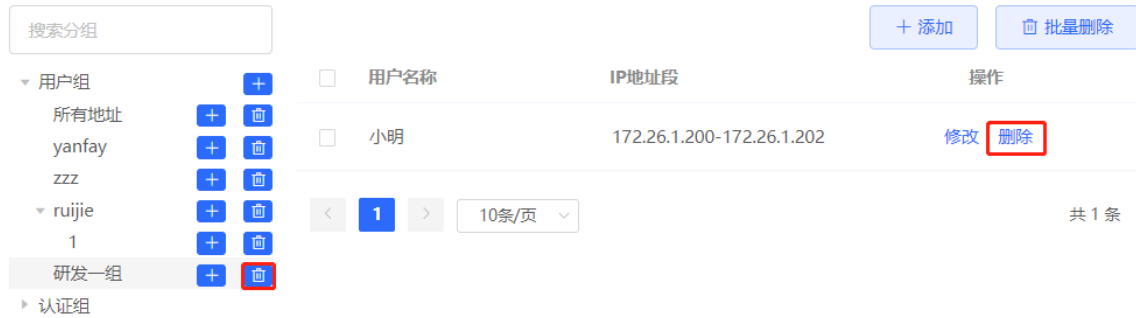 搜索分组
添加 批量删除
用户组
所有地址
yanfay
zzz
ruijie
1
研发一组
认证组
用户名称 IP地址段 操作
小明 172.26.1.200-172.26.1.202 修改 删除
1 10条/页 共 1 条